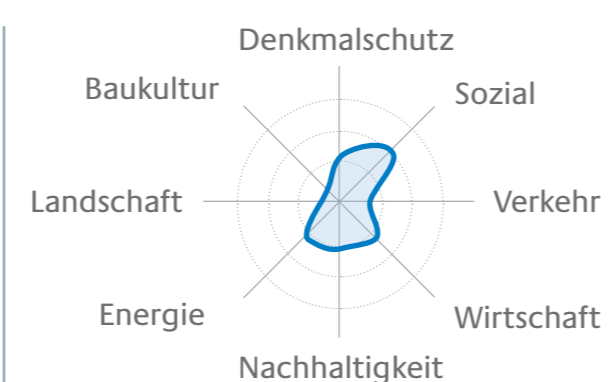 Denkmalschutz
Baukultur
Sozial
Landschaft
Verkehr
Energie
Wirtschaft
Nachhaltigkeit